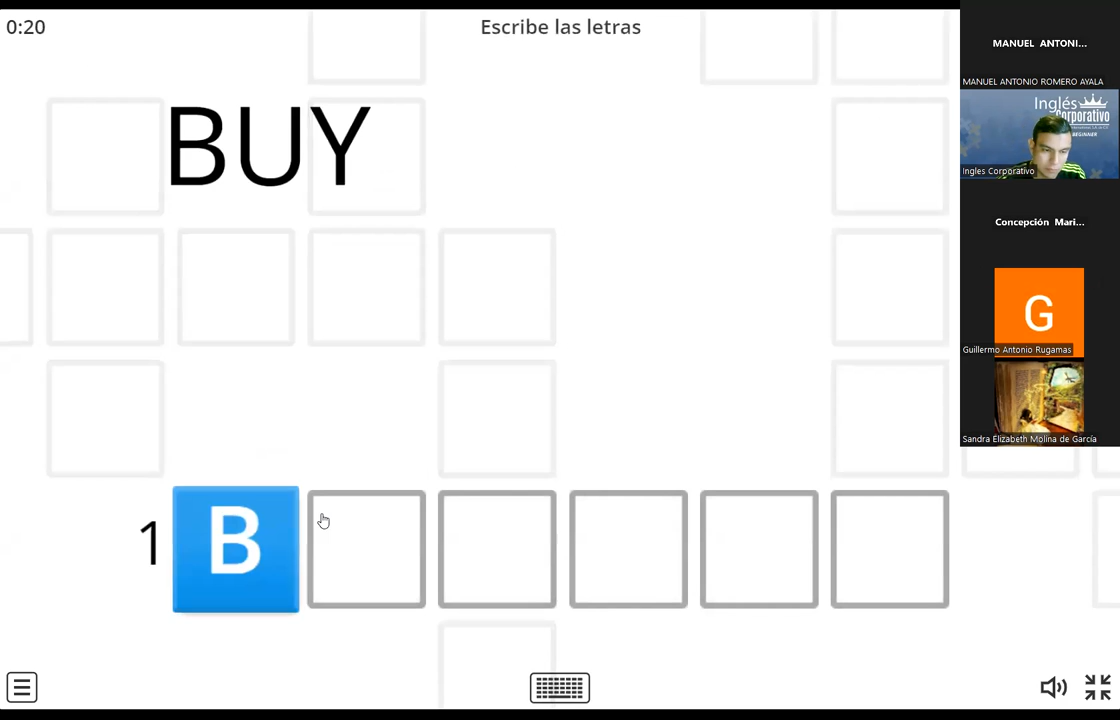 0:20
Escribe las letras
BUY
1
B
MANUEL ANTONI...
MANUEL ANTONIO ROMERO AYALA
Inglés
Corporativo
BEGINNER
Ingles Corporativo
Concepción Mari...
G
Guillermo Antonio Rugamas
Sandra Elizabeth Molina de García